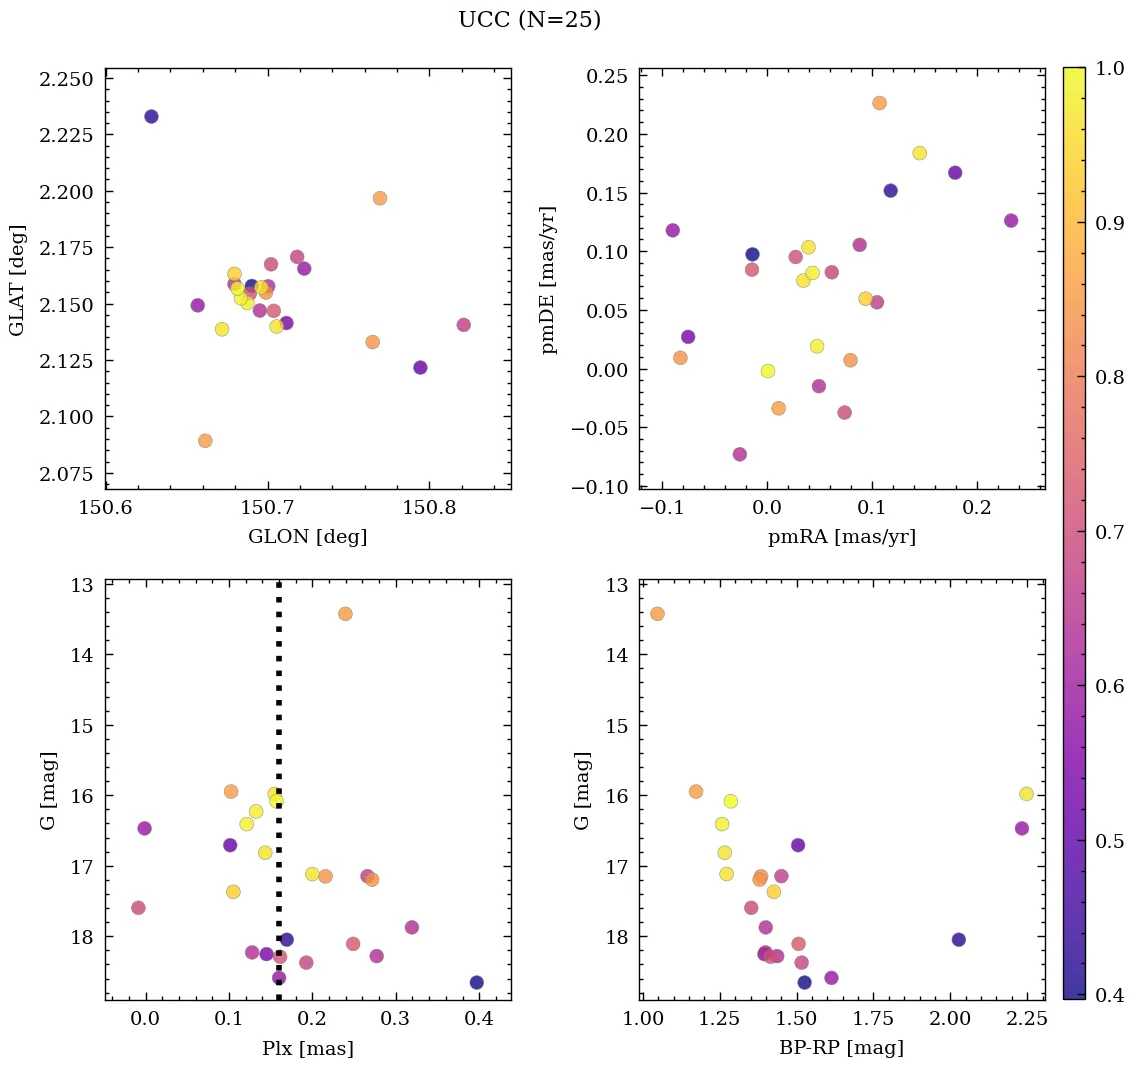 UCC (N=25)
2.250
2.225
2.200
2.175
2.150
2.125
2.100
2.075
GLAT [deg]
150.6 150.7 150.8
GLON [deg]
0.25
0.20
0.15
0.10
0.05
0.00
−0.05
−0.10
pmDE [mas/yr]
−0.1 0.0 0.1 0.2
pmRA [mas/yr]
13
14
15
16
17
18
G [mag]
0.0 0.1 0.2 0.3 0.4
Plx [mas]
13
14
15
16
17
18
G [mag]
1.00 1.25 1.50 1.75 2.00 2.25
BP-RP [mag]
1.0
0.9
0.8
0.7
0.6
0.5
0.4